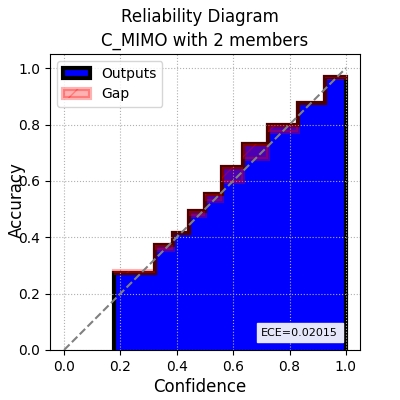 Reliability Diagram
C_MIMO with 2 members
Outputs
Gap
1.0
0.8
0.6
0.4
0.2
0.0
Accuracy
ECE=0.02015
0.0 0.2 0.4 0.6 0.8 1.0
Confidence